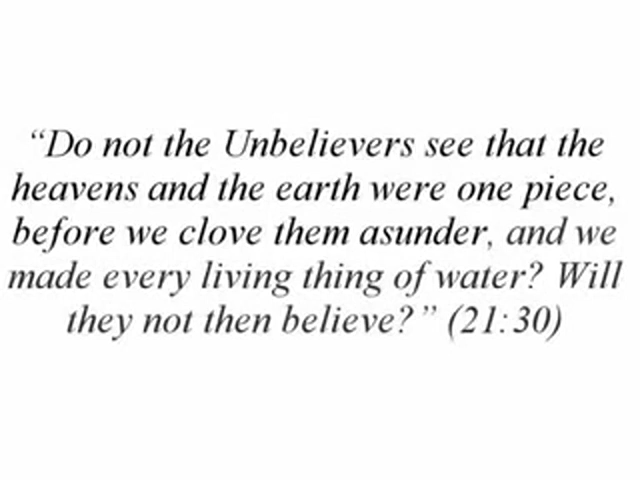 “Do not the Unbelievers see that the
heavens and the earth were one piece,
before we clove them asunder, and we
made every living thing of water? Will
they not then believe?” (21:30)